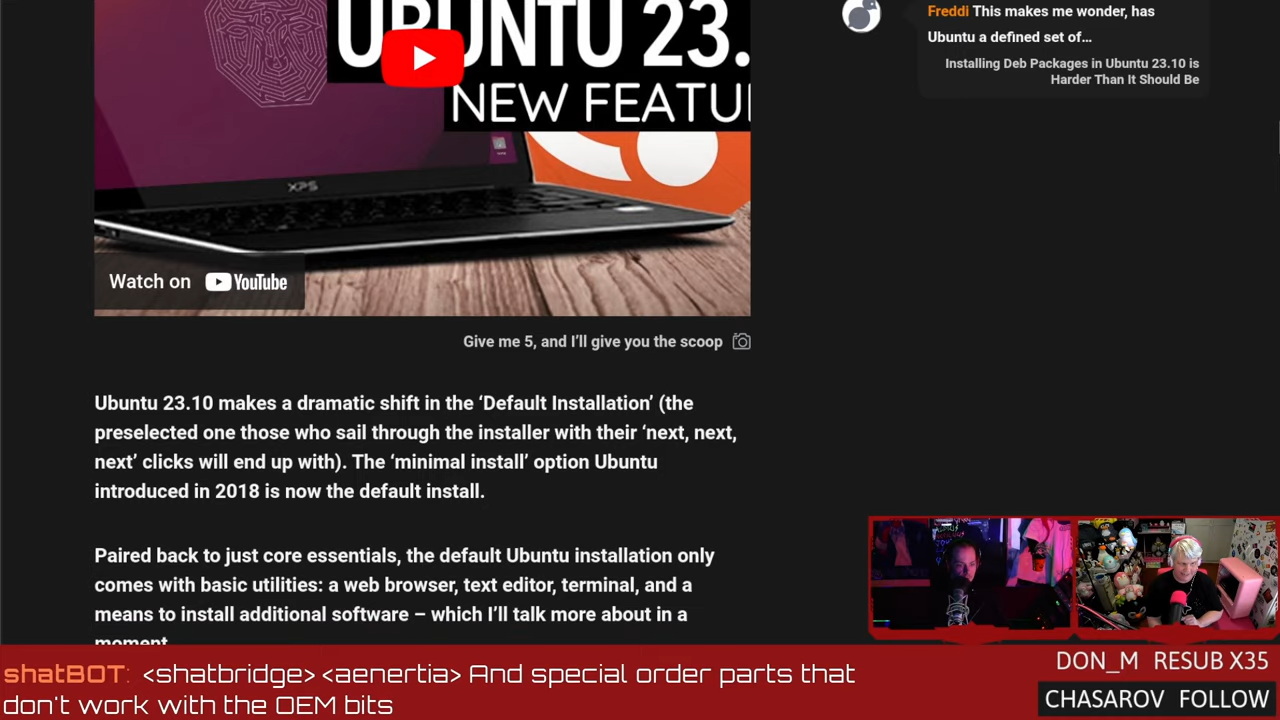 UBUNTU 23.
NEW FEATU
XPS
Watch on YouTube
Give me 5, and I’ll give you the scoop
Ubuntu 23.10 makes a dramatic shift in the ‘Default Installation’ (the
preselected one those who sail through the installer with their ‘next, next,
next’ clicks will end up with). The ‘minimal install’ option Ubuntu
introduced in 2018 is now the default install.
Paired back to just core essentials, the default Ubuntu installation only
comes with basic utilities: a web browser, text editor, terminal, and a
means to install additional software – which I’ll talk more about in a
moment.
Freddi This makes me wonder, has
Ubuntu a defined set of…
Installing Deb Packages in Ubuntu 23.10 is
Harder Than It Should Be
shatBOT: <shatbridge> <aenertia> And special order parts that
don't work with the OEM bits
DON_M RESUB X35
CHASAROV FOLLOW